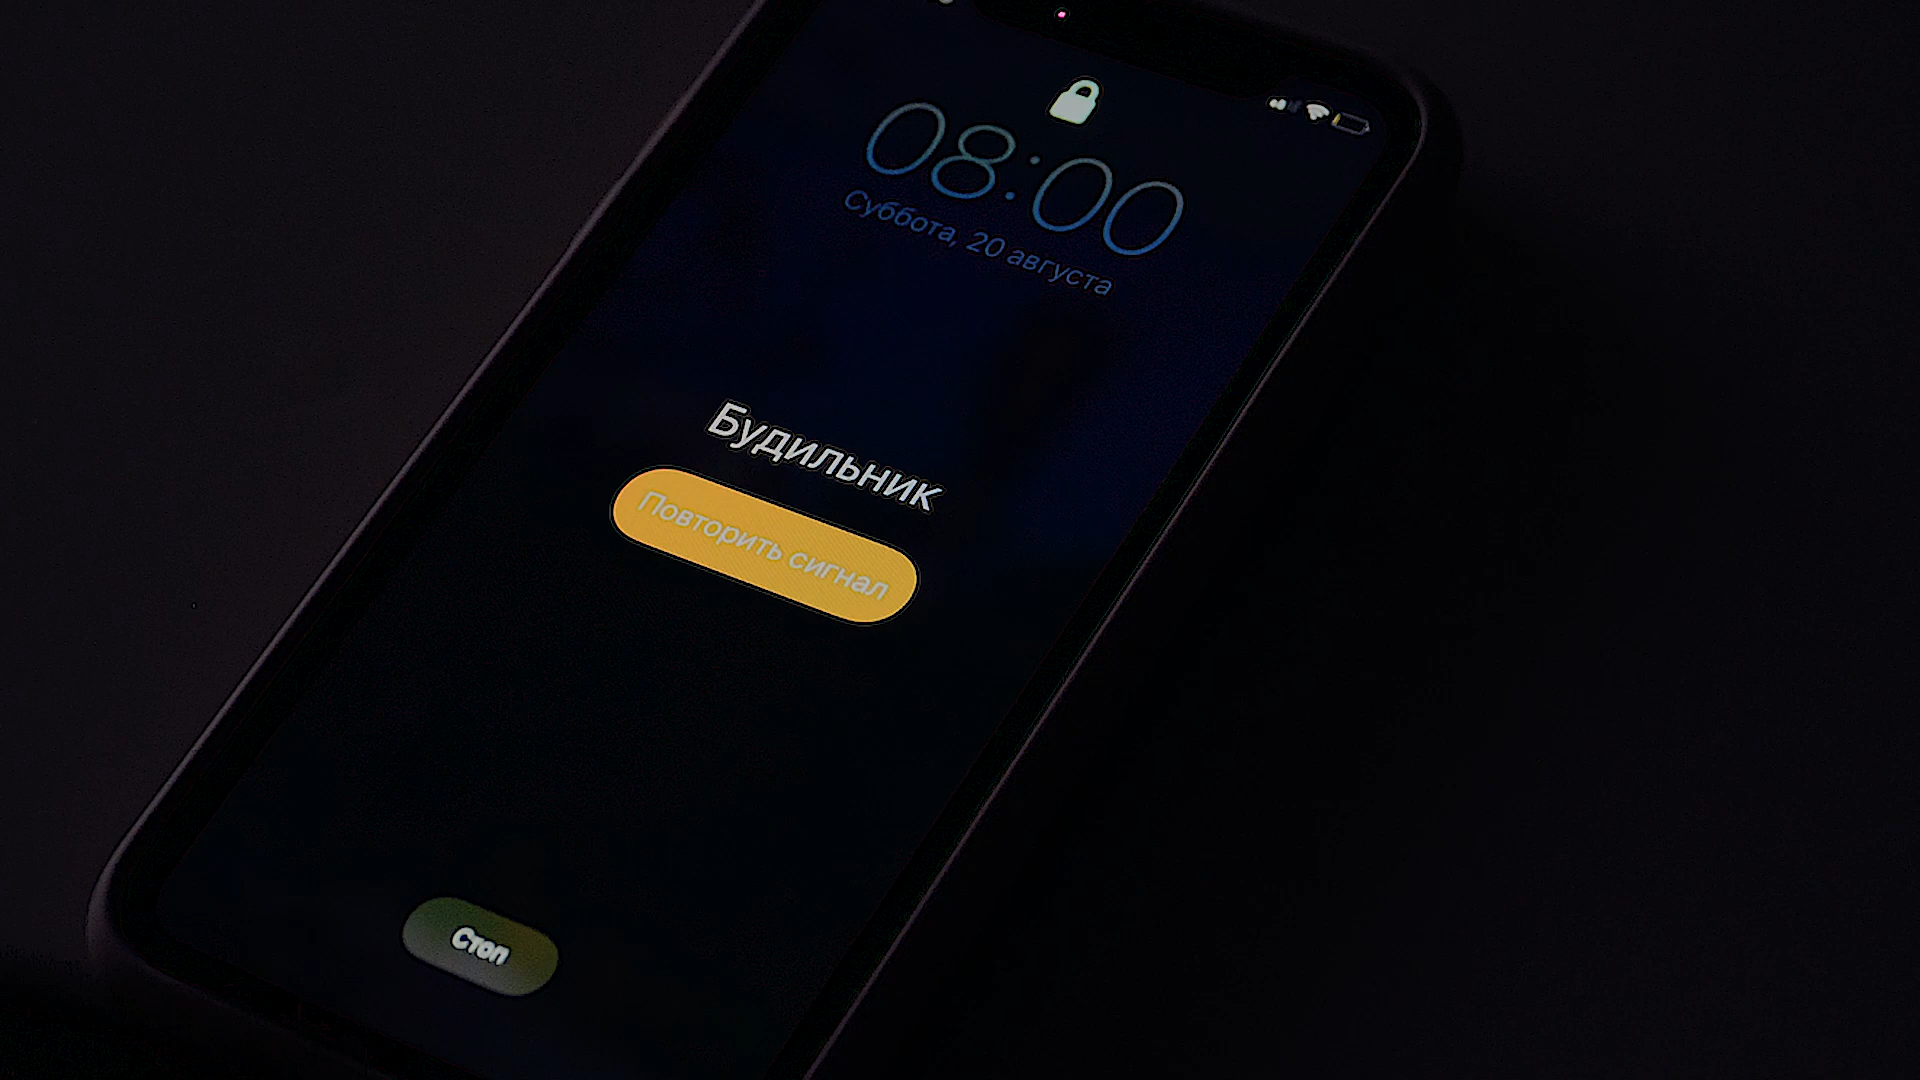 08:00
Суббота, 20 августа
Будильник
Повторить сигнал
Стоп